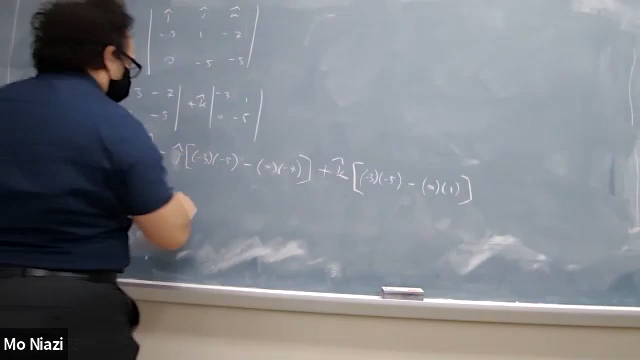 | î ĵ k̂ |
| -3 1 -2 |
| 0 -5 -3 |
3 -2 | + k̂ | -3 1
-3 | | 0 -5 |
- ĵ [(-3)(-3) - (0)(-2)] + k̂ [(-3)(-5) - (0)(1)]
Mo Niazi